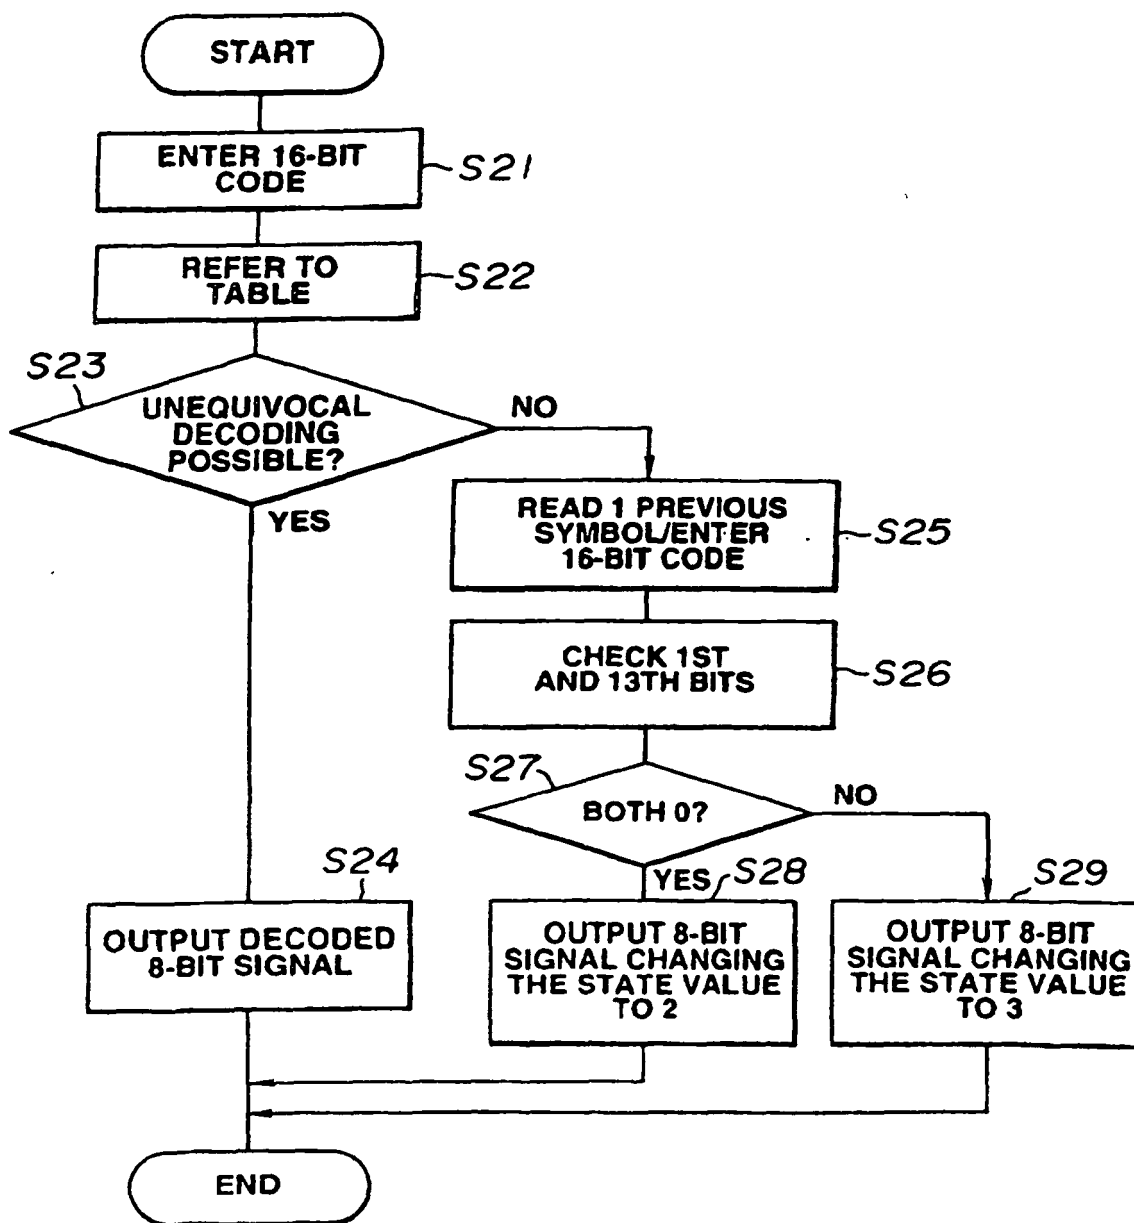 START
ENTER 16-BIT
CODE
S21
REFER TO
TABLE
S22
S23
UNEQUIVOCAL
DECODING
POSSIBLE?
NO
YES
READ 1 PREVIOUS
SYMBOL/ENTER
16-BIT CODE
S25
CHECK 1ST
AND 13TH BITS
S26
S27
BOTH 0?
NO
YES
S24
OUTPUT DECODED
8-BIT SIGNAL
S28
OUTPUT 8-BIT
SIGNAL CHANGING
THE STATE VALUE
TO 2
S29
OUTPUT 8-BIT
SIGNAL CHANGING
THE STATE VALUE
TO 3
END